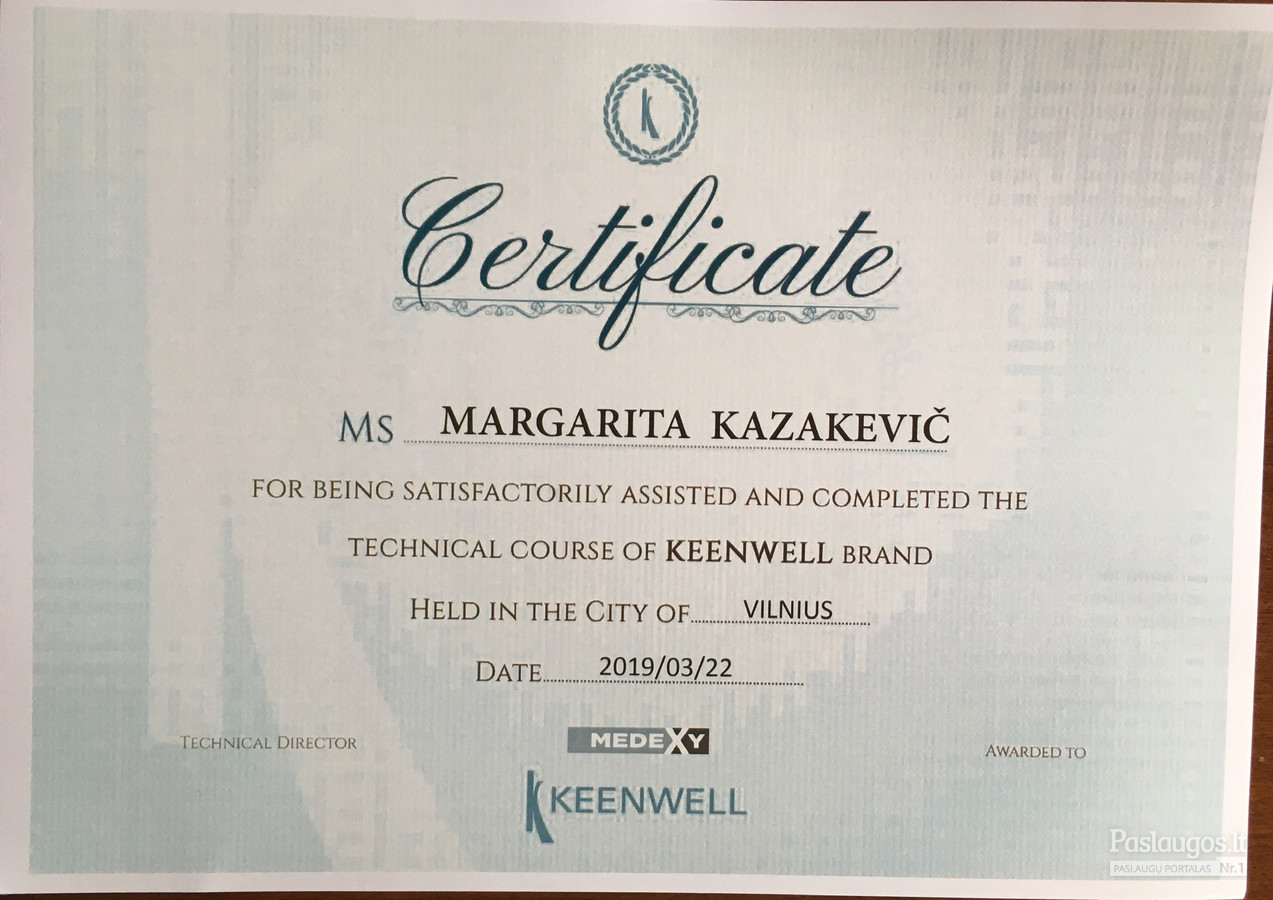 K
Certificate
MS MARGARITA KAZAKEVIČ
FOR BEING SATISFACTORILY ASSISTED AND COMPLETED THE
TECHNICAL COURSE OF KEENWELL BRAND
HELD IN THE CITY OF VILNIUS
DATE 2019/03/22
TECHNICAL DIRECTOR
MEDEXY
AWARDED TO
K KEENWELL
Paslaugos.lt
PASLAUGŲ PORTALAS Nr.1